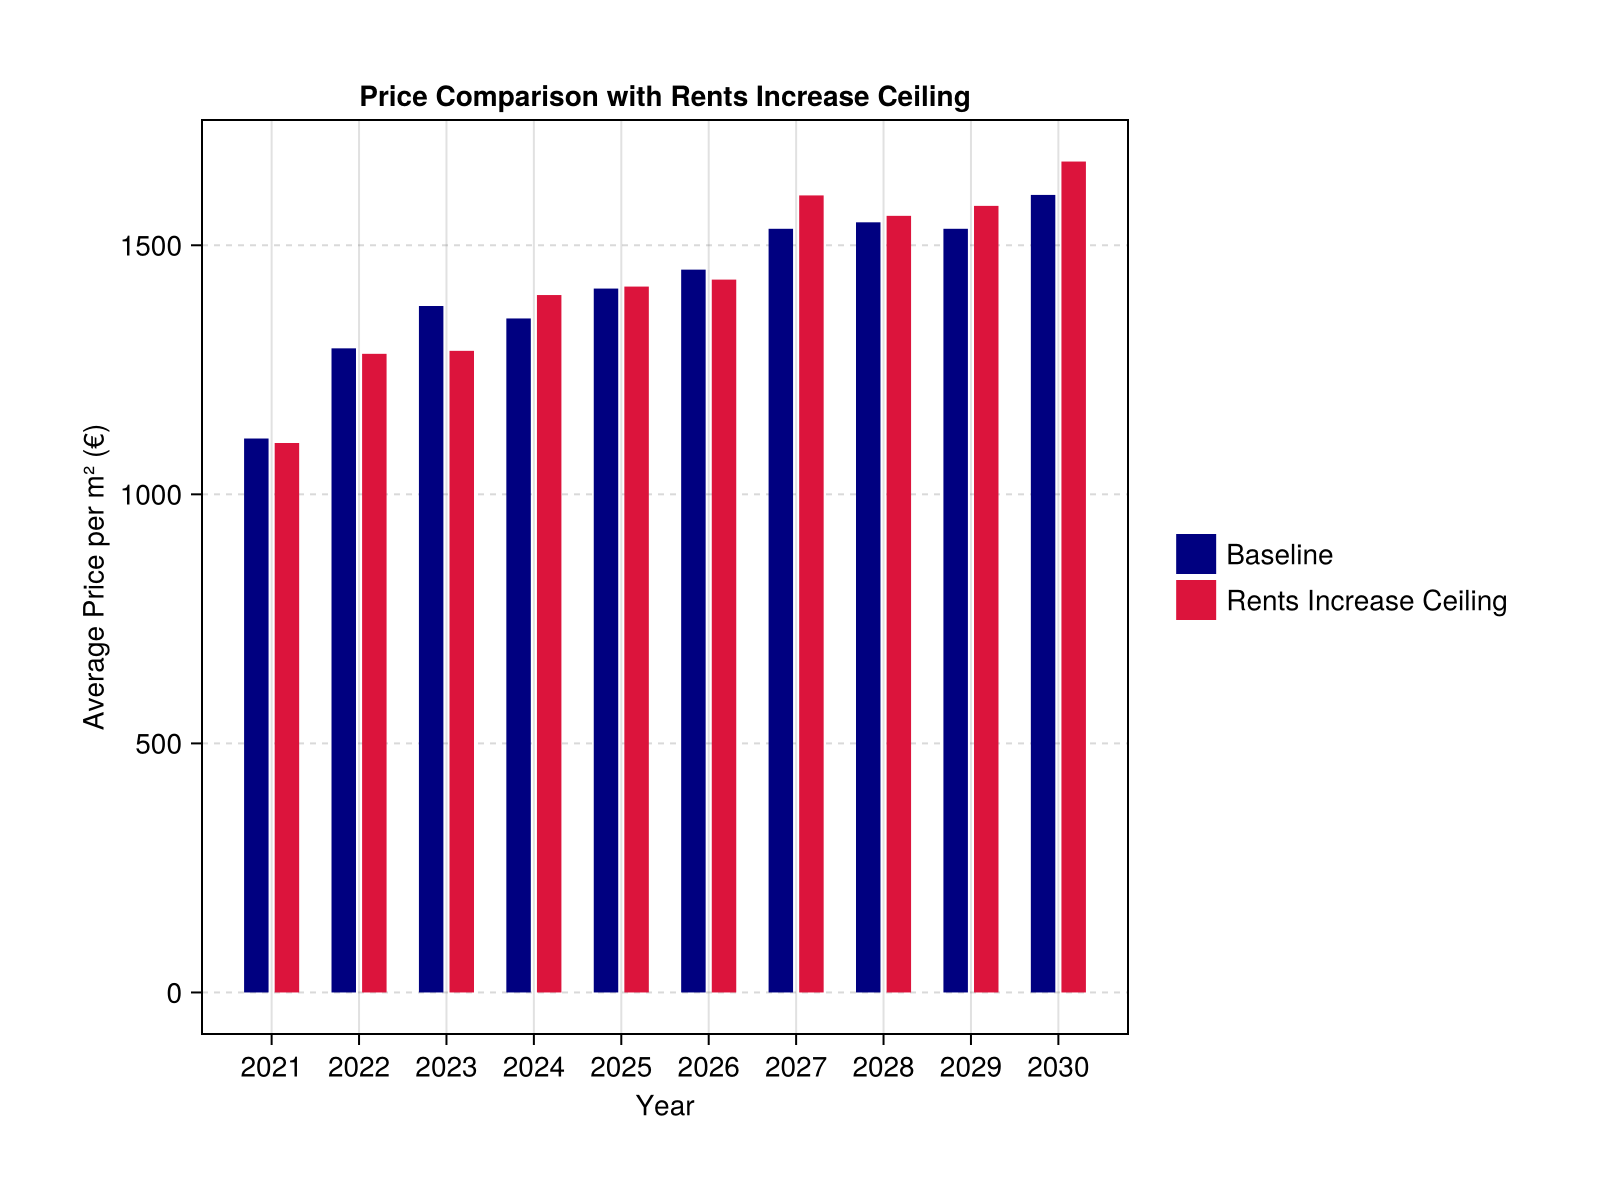 Price Comparison with Rents Increase Ceiling
Average Price per m² (€)
1500
1000
500
0
2021 2022 2023 2024 2025 2026 2027 2028 2029 2030
Year
Baseline
Rents Increase Ceiling